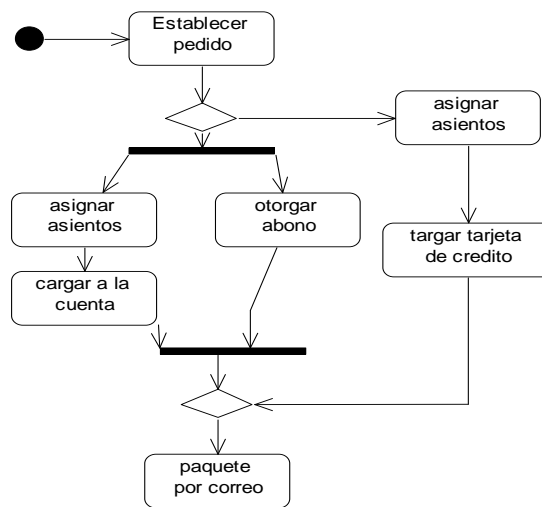 Establecer
pedido
asignar
asientos
asignar
asientos
otorgar
abono
targar tarjeta
de credito
cargar a la
cuenta
paquete
por correo